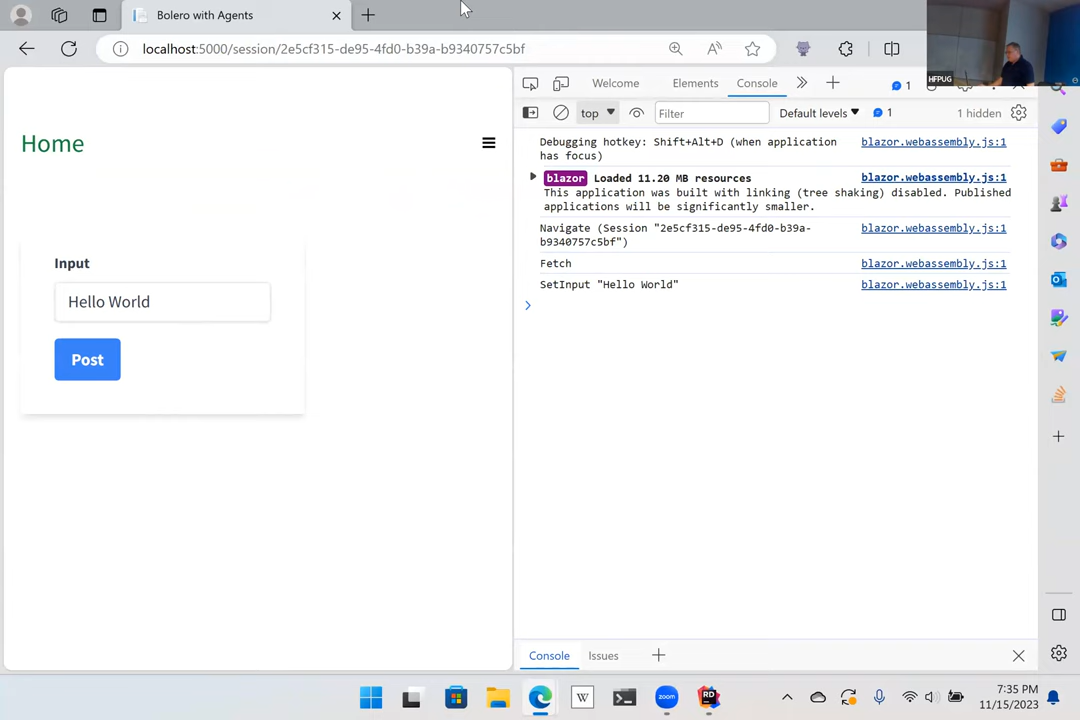 Bolero with Agents
localhost:5000/session/2e5cf315-de95-4fd0-b39a-b9340757c5bf
HFPUG
Welcome
Elements
Console
1
top
Filter
Default levels
1
1 hidden
Home
Input
Hello World
Post
Debugging hotkey: Shift+Alt+D (when application
has focus)
blazor.webassembly.js:1
blazor Loaded 11.20 MB resources
blazor.webassembly.js:1
This application was built with linking (tree shaking) disabled. Published
applications will be significantly smaller.
Navigate (Session "2e5cf315-de95-4fd0-b39a-
b9340757c5bf")
blazor.webassembly.js:1
Fetch
blazor.webassembly.js:1
SetInput "Hello World"
blazor.webassembly.js:1
Console
Issues
W
zoom
RD
7:35 PM
11/15/2023